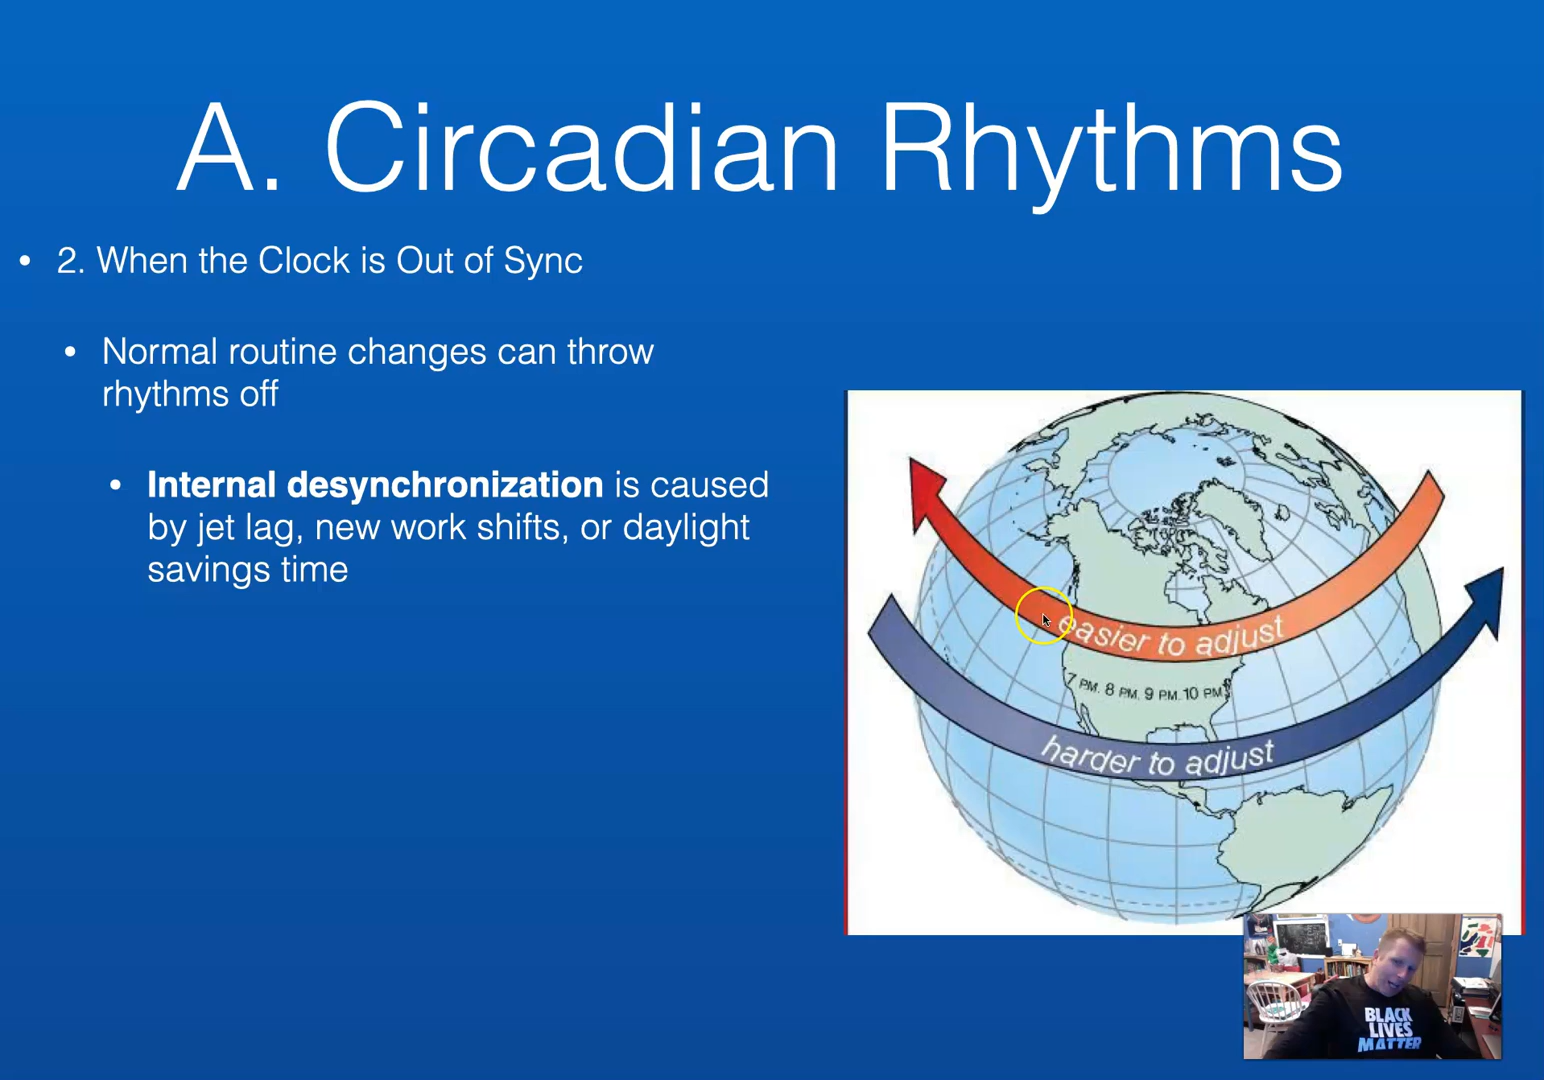 A. Circadian Rhythms
• 2. When the Clock is Out of Sync
• Normal routine changes can throw
rhythms off
• Internal desynchronization is caused
by jet lag, new work shifts, or daylight
savings time
easier to adjust
7 PM. 8 PM. 9 PM. 10 PM.
harder to adjust
BLACK
LIVES
MATTER